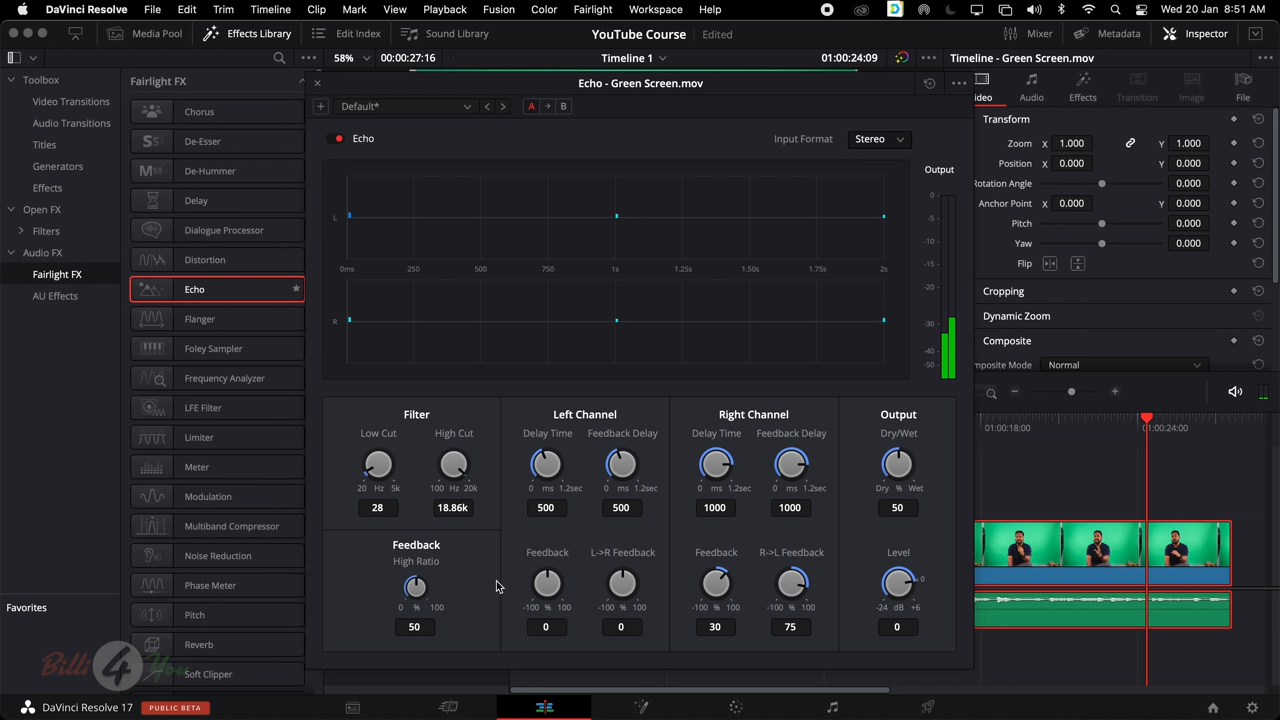 DaVinci Resolve File Edit Trim Timeline Clip Mark View Playback Fusion Color Fairlight Workspace Help Wed 20 Jan 8:51 AM
Media Pool Effects Library Edit Index Sound Library YouTube Course Edited Mixer Metadata Inspector
58% 00:00:27:16 Timeline 1 01:00:24:09 Timeline - Green Screen.mov
Toolbox
Video Transitions
Audio Transitions
Titles
Generators
Effects
Open FX
Filters
Audio FX
Fairlight FX
AU Effects
Favorites
Fairlight FX
Chorus
De-Esser
De-Hummer
Delay
Dialogue Processor
Distortion
Echo
Flanger
Foley Sampler
Frequency Analyzer
LFE Filter
Limiter
Meter
Modulation
Multiband Compressor
Noise Reduction
Phase Meter
Pitch
Reverb
Soft Clipper
Echo - Green Screen.mov
Default* A B
Echo Input Format Stereo
Output
L
0ms 250 500 750 1s 1.25s 1.5s 1.75s 2s
R
0
-5
-10
-15
-20
-30
-40
-50
Filter
Low Cut High Cut
20 Hz 5k 100 Hz 20k
28 18.86k
Feedback
High Ratio
0 % 100
50
Left Channel
Delay Time Feedback Delay
0 ms 1.2sec 0 ms 1.2sec
500 500
Feedback L->R Feedback
-100 % 100 -100 % 100
0 0
Right Channel
Delay Time Feedback Delay
0 ms 1.2sec 0 ms 1.2sec
1000 1000
Feedback R->L Feedback
-100 % 100 -100 % 100
30 75
Output
Dry/Wet
Dry % Wet
50
Level
0
-24 dB +6
0
ideo Audio Effects Transition Image File
Transform
Zoom X 1.000 Y 1.000
Position X 0.000 Y 0.000
Rotation Angle 0.000
Anchor Point X 0.000 Y 0.000
Pitch 0.000
Yaw 0.000
Flip
Cropping
Dynamic Zoom
Composite
mposite Mode Normal
01:00:18:00 01:00:24:00
Billi 4 You
DaVinci Resolve 17 PUBLIC BETA